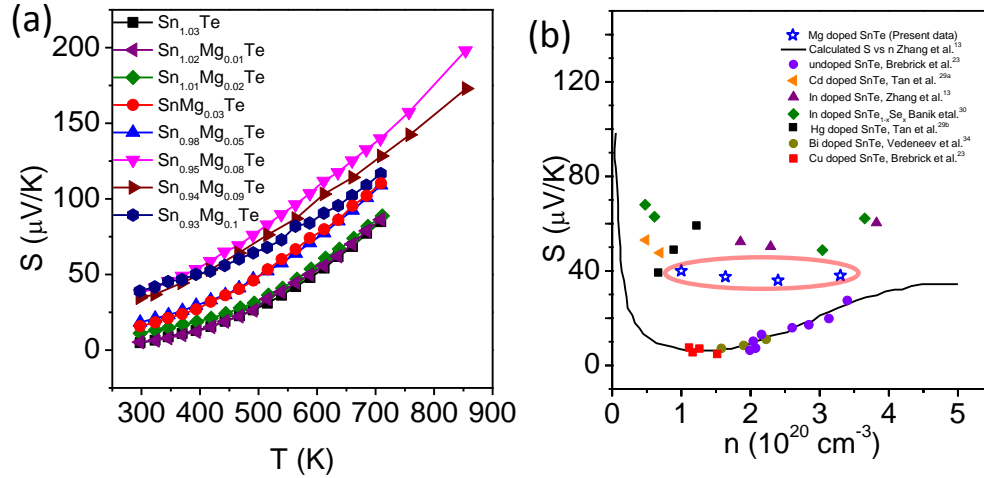 (a)
Sn1.03Te
Sn1.02Mg0.01Te
Sn1.01Mg0.02Te
SnMg0.03Te
Sn0.98Mg0.05Te
Sn0.95Mg0.08Te
Sn0.94Mg0.09Te
Sn0.93Mg0.1Te
200
150
100
50
0
S (μV/K)
300 400 500 600 700 800 900
T (K)
(b)
Mg doped SnTe (Present data)
Calculated S vs n Zhang et al.13
undoped SnTe, Brebrick et al.23
Cd doped SnTe, Tan et al. 29a
In doped SnTe, Zhang et al.13
In doped SnTe1-xSex Banik etal.30
Hg doped SnTe, Tan et al.29b
Bi doped SnTe, Vedeneev et al.34
Cu doped SnTe, Brebrick et al.23
120
80
40
0
S (μV/K)
0 1 2 3 4 5
n (10^20 cm^-3)